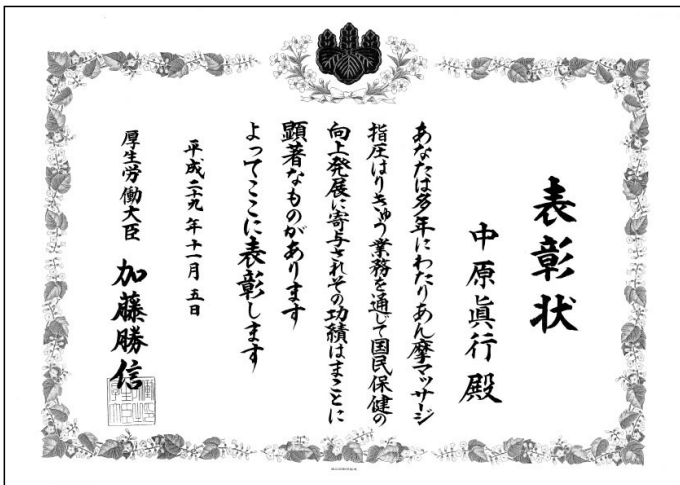 表彰状
中原眞行殿
あなたは多年にわたりあん摩マッサージ
指圧はりきゅう業務を通じて国民保健の
向上発展に寄与されその功績はまことに
顕著なものがあります
よってここに表彰します
平成二十九年十一月五日
厚生労働大臣 加藤勝信